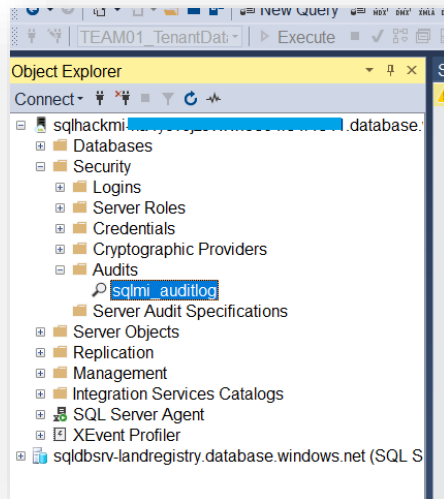 New Query
TEAM01_TenantDat
Execute
Object Explorer
Connect
sqlhackmi- 1.database.
Databases
Security
Logins
Server Roles
Credentials
Cryptographic Providers
Audits
sqlmi_auditlog
Server Audit Specifications
Server Objects
Replication
Management
Integration Services Catalogs
SQL Server Agent
XEvent Profiler
sqldbsrv-landregistry.database.windows.net (SQL S